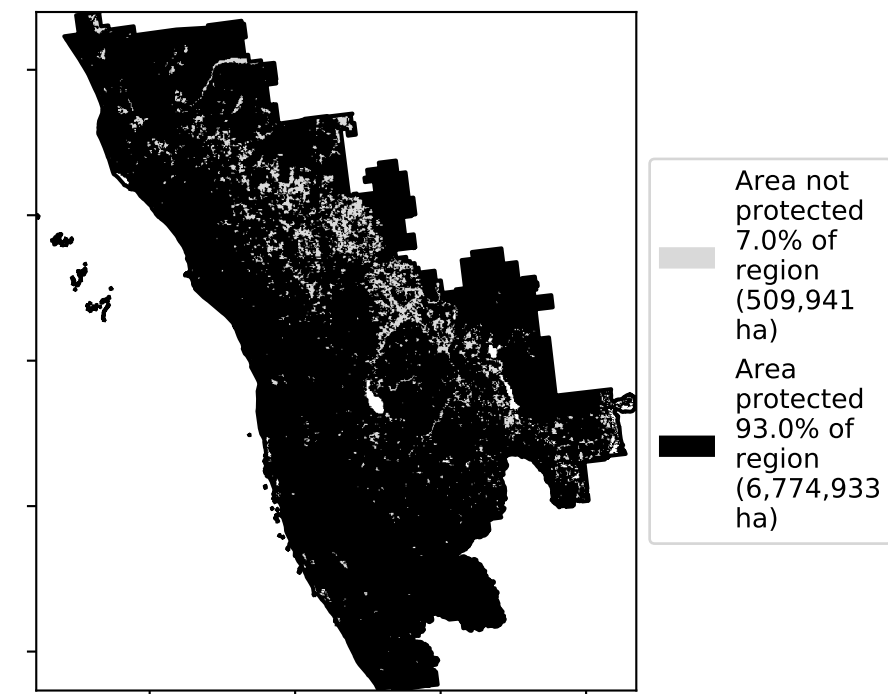 Area not
protected
7.0% of
region
(509,941
ha)
Area
protected
93.0% of
region
(6,774,933
ha)